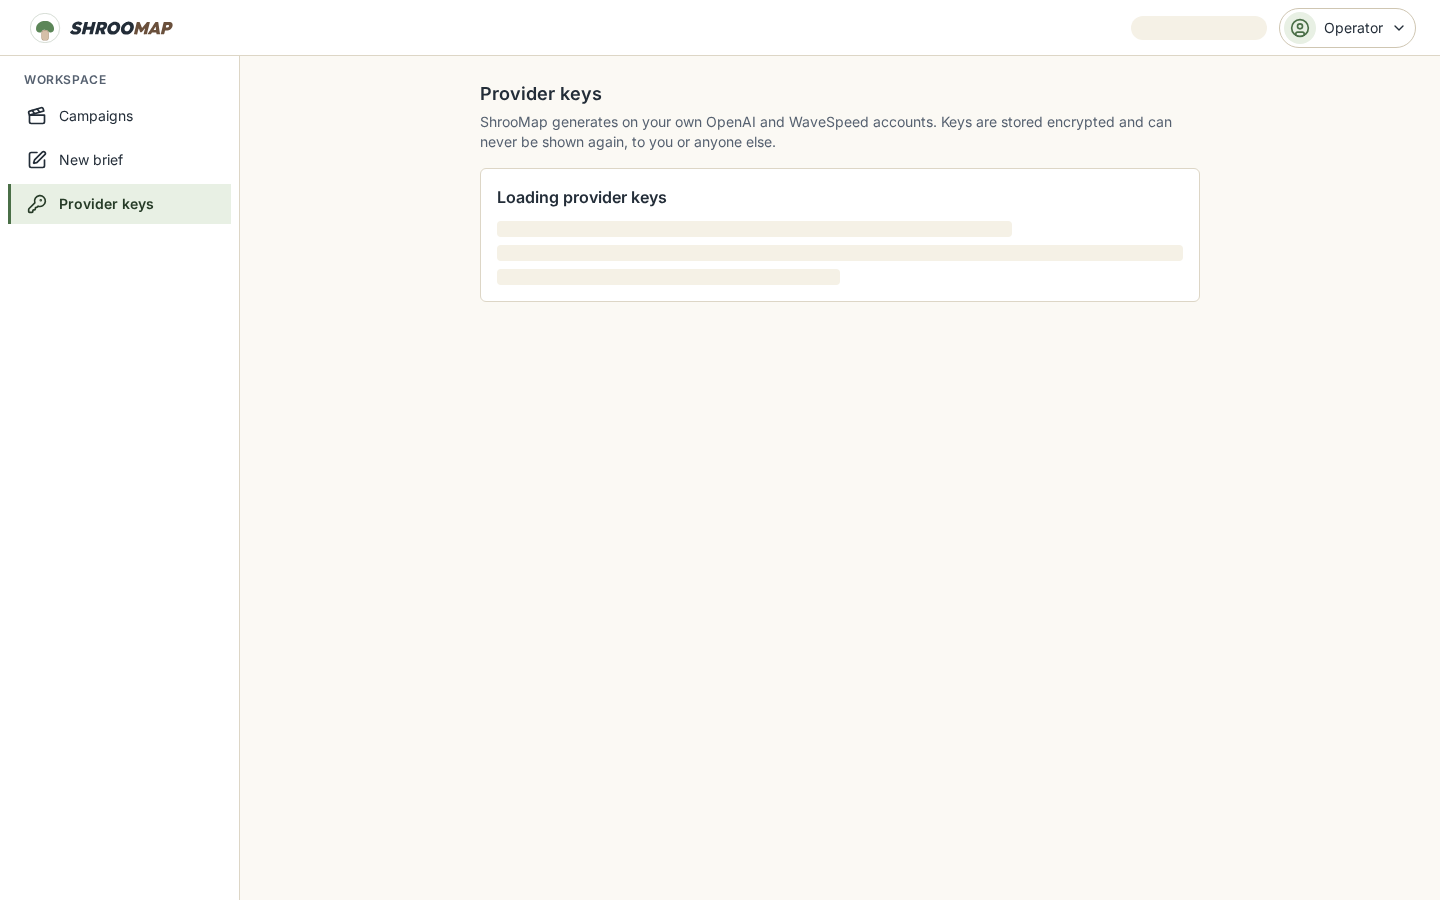 SHROOMAP
Operator
WORKSPACE
Campaigns
New brief
Provider keys
Provider keys
ShrooMap generates on your own OpenAI and WaveSpeed accounts. Keys are stored encrypted and can
never be shown again, to you or anyone else.
Loading provider keys